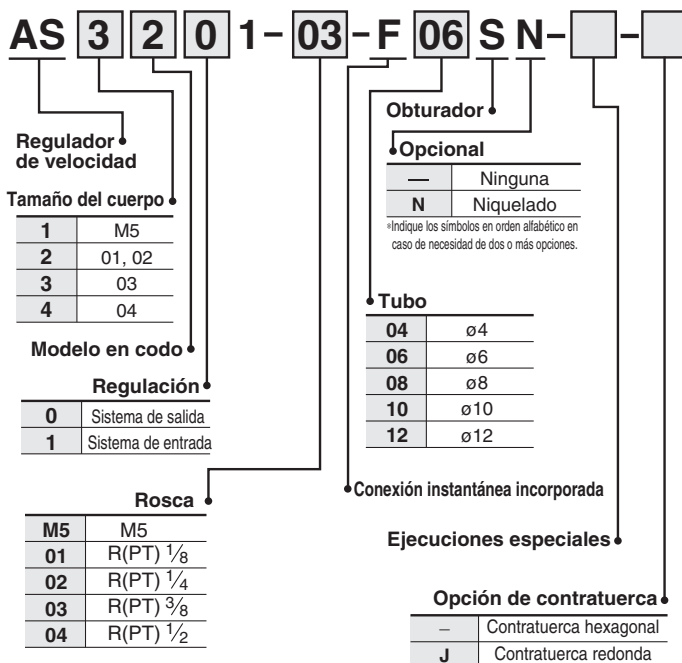 AS 3 2 0 1-03-F 06 S N- -
Obturador
Regulador
de velocidad
Opcional
— Ninguna
N Niquelado
*Indique los símbolos en orden alfabético en
caso de necesidad de dos o más opciones.
Tamaño del cuerpo
1 M5
2 01, 02
3 03
4 04
Tubo
04 ø4
06 ø6
08 ø8
10 ø10
12 ø12
Modelo en codo
Regulación
0 Sistema de salida
1 Sistema de entrada
Conexión instantánea incorporada
Rosca
M5 M5
01 R(PT) 1/8
02 R(PT) 1/4
03 R(PT) 3/8
04 R(PT) 1/2
Ejecuciones especiales
Opción de contratuerca
– Contratuerca hexagonal
J Contratuerca redonda